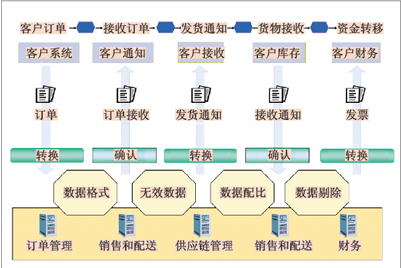 客户订单 接收订单 发货通知 货物接收 资金转移
客户系统 客户通知 客户接收 客户库存 客户财务
订单 订单接收 发货通知 接收通知 发票
转换 确认 转换 确认 转换
数据格式 无效数据 数据配比 数据剔除
订单管理 销售和配送 供应链管理 销售和配送 财务